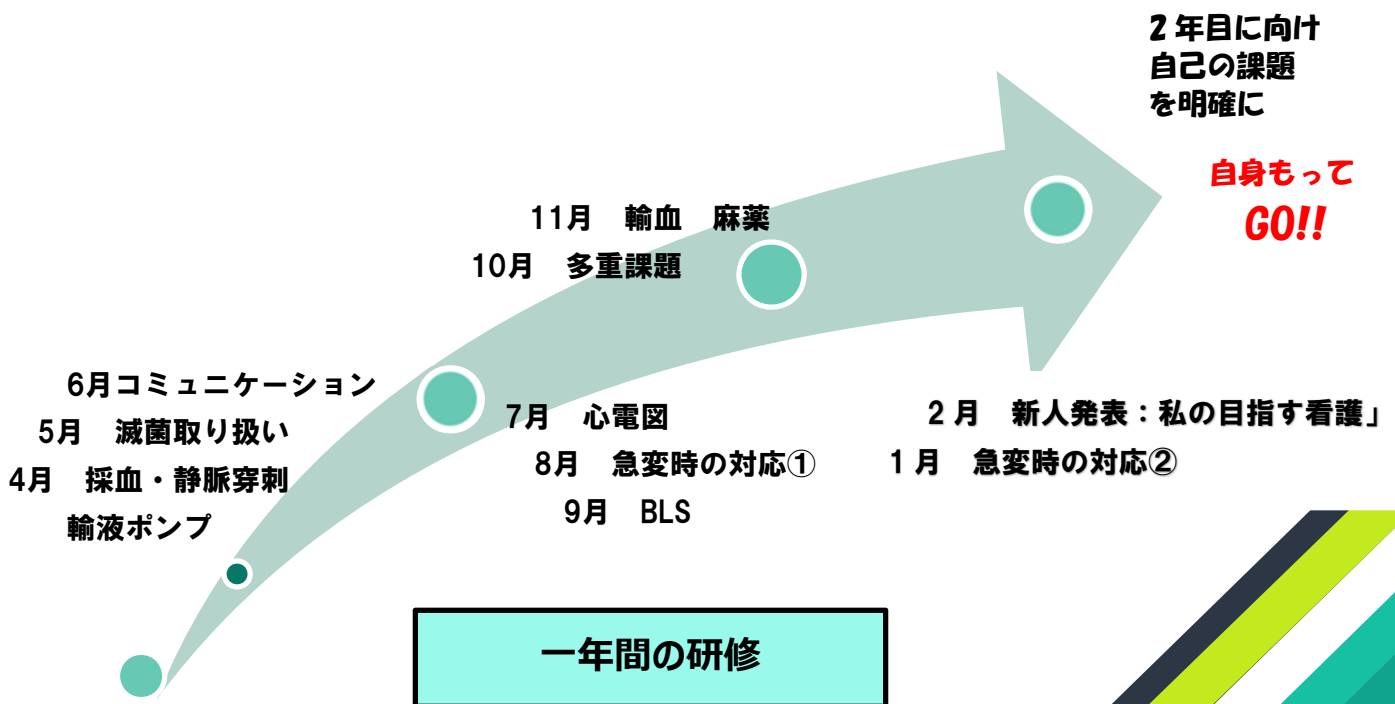 2年目に向け
自己の課題
を明確に
自身もって
GO!!
11月　輸血　麻薬
10月　多重課題
6月コミュニケーション
5月　滅菌取り扱い
4月　採血・静脈穿刺
輸液ポンプ
7月　心電図
8月　急変時の対応①
9月　BLS
2月　新人発表：私の目指す看護」
1月　急変時の対応②
一年間の研修